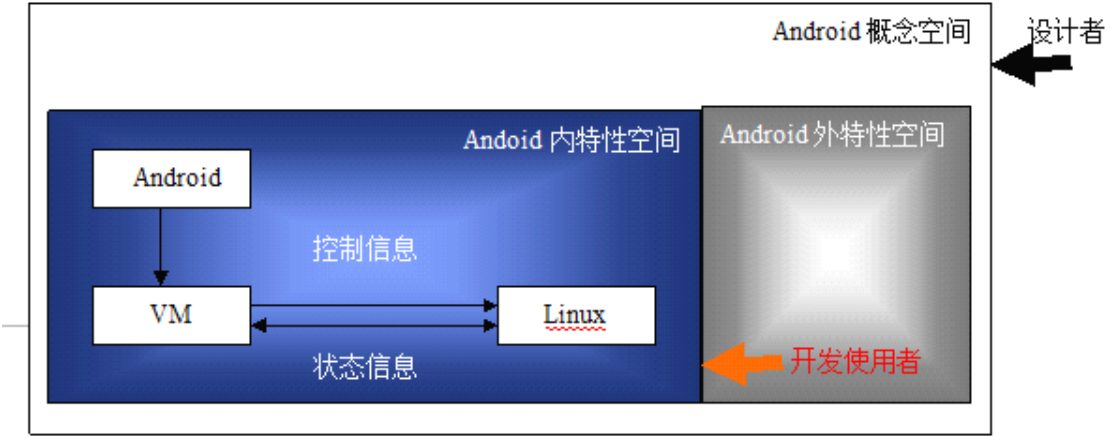 Android 概念空间
设计者
Andoid 内特性空间
Android 外特性空间
Android
控制信息
VM
Linux
状态信息
开发使用者